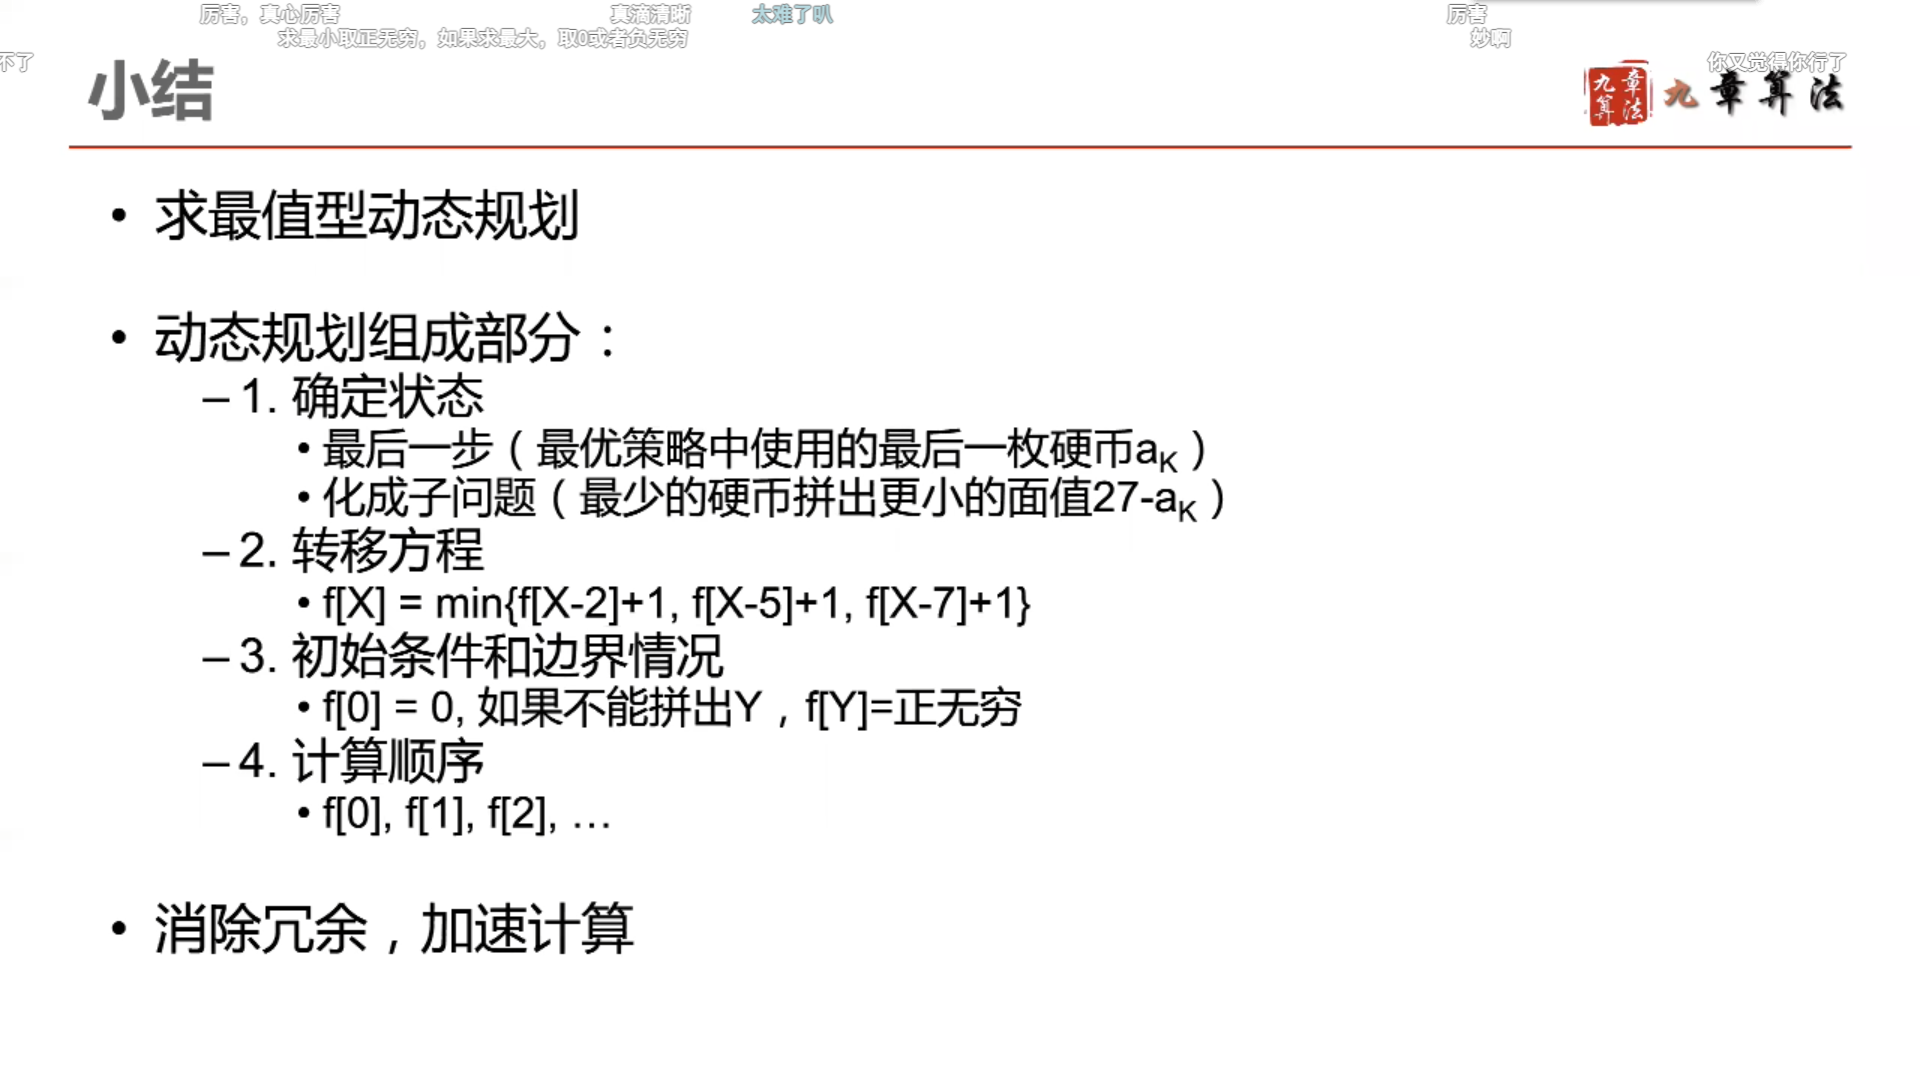 厉害，真心厉害
真滴清晰
太难了叭
厉害
求最小取正无穷，如果求最大，取0或者负无穷
妙啊
不了
你又觉得你行了
小结
九章算法
九章算法
• 求最值型动态规划
• 动态规划组成部分：
– 1. 确定状态
• 最后一步（最优策略中使用的最后一枚硬币aK）
• 化成子问题（最少的硬币拼出更小的面值27-aK）
– 2. 转移方程
• f[X] = min{f[X-2]+1, f[X-5]+1, f[X-7]+1}
– 3. 初始条件和边界情况
• f[0] = 0, 如果不能拼出Y，f[Y]=正无穷
– 4. 计算顺序
• f[0], f[1], f[2], …
• 消除冗余，加速计算